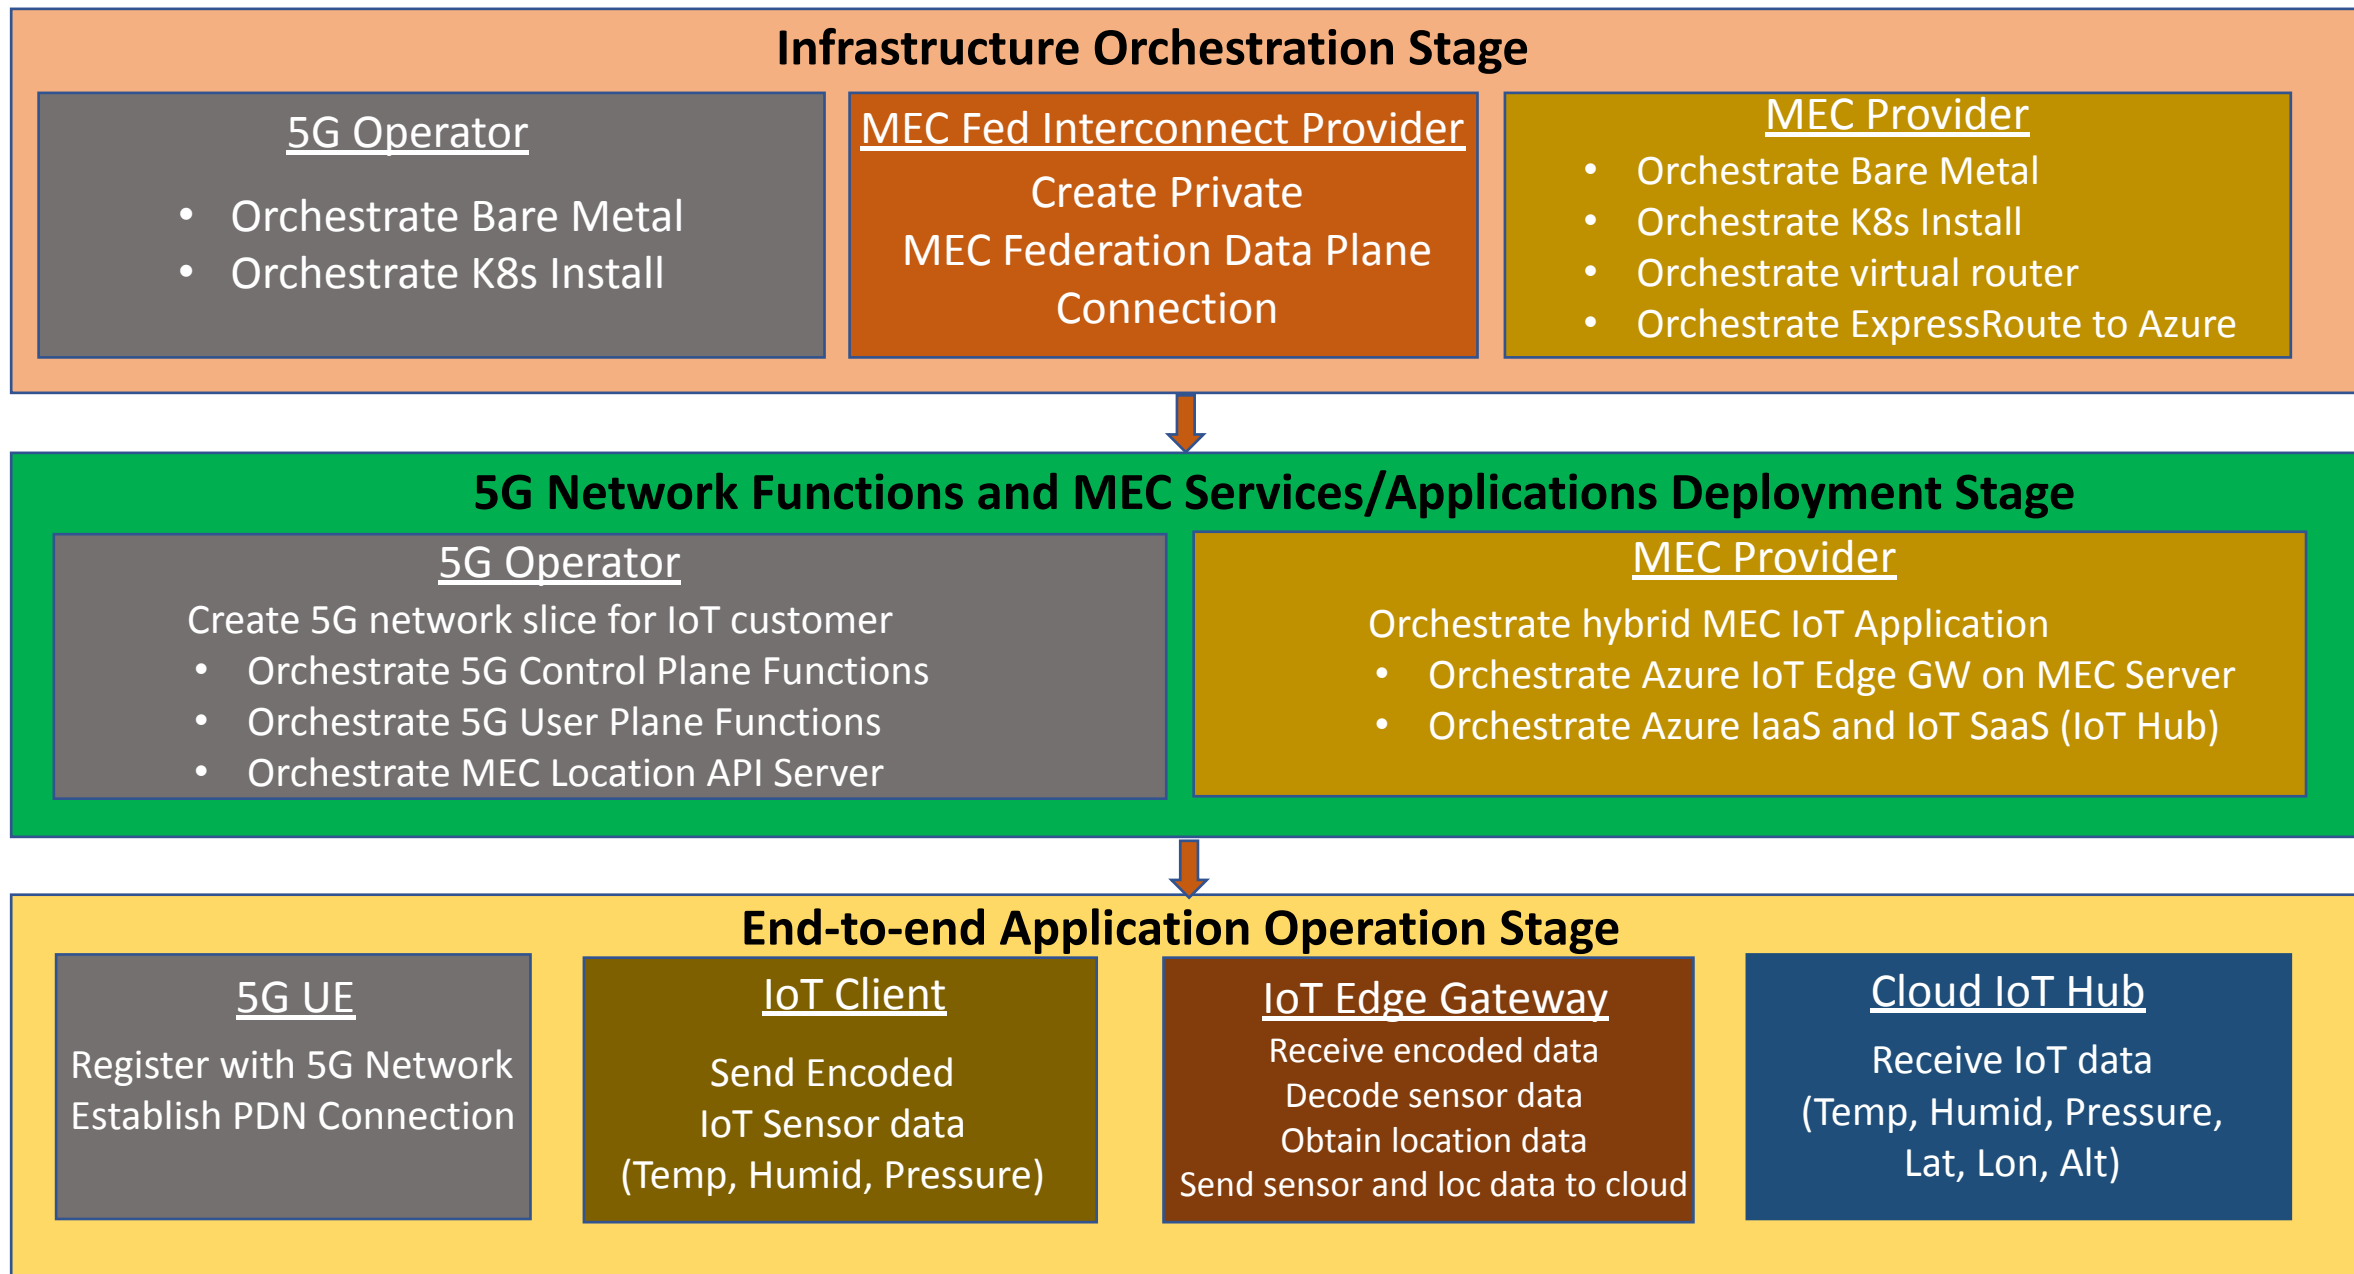 Infrastructure Orchestration Stage
5G Operator
• Orchestrate Bare Metal
• Orchestrate K8s Install
MEC Fed Interconnect Provider
Create Private
MEC Federation Data Plane
Connection
MEC Provider
• Orchestrate Bare Metal
• Orchestrate K8s Install
• Orchestrate virtual router
• Orchestrate ExpressRoute to Azure
5G Network Functions and MEC Services/Applications Deployment Stage
5G Operator
Create 5G network slice for IoT customer
• Orchestrate 5G Control Plane Functions
• Orchestrate 5G User Plane Functions
• Orchestrate MEC Location API Server
MEC Provider
Orchestrate hybrid MEC IoT Application
• Orchestrate Azure IoT Edge GW on MEC Server
• Orchestrate Azure IaaS and IoT SaaS (IoT Hub)
End-to-end Application Operation Stage
5G UE
Register with 5G Network
Establish PDN Connection
IoT Client
Send Encoded
IoT Sensor data
(Temp, Humid, Pressure)
IoT Edge Gateway
Receive encoded data
Decode sensor data
Obtain location data
Send sensor and loc data to cloud
Cloud IoT Hub
Receive IoT data
(Temp, Humid, Pressure,
Lat, Lon, Alt)